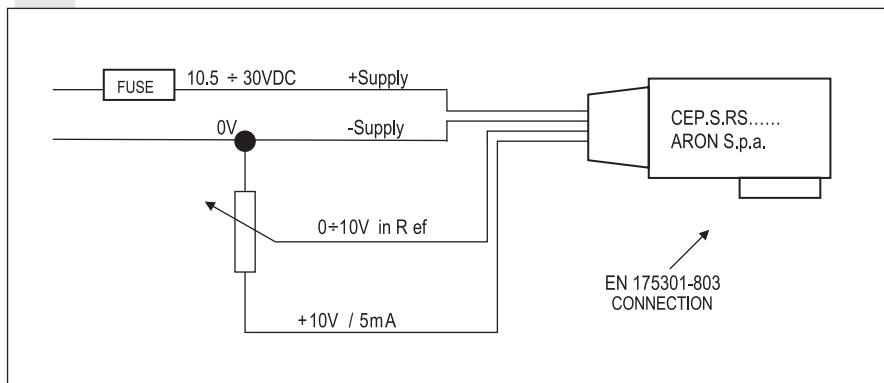 FUSE
10.5 ÷ 30VDC +Supply
0V -Supply
CEP.S.RS......
ARON S.p.a.
0÷10V in R ef
EN 175301-803
CONNECTION
+10V / 5mA